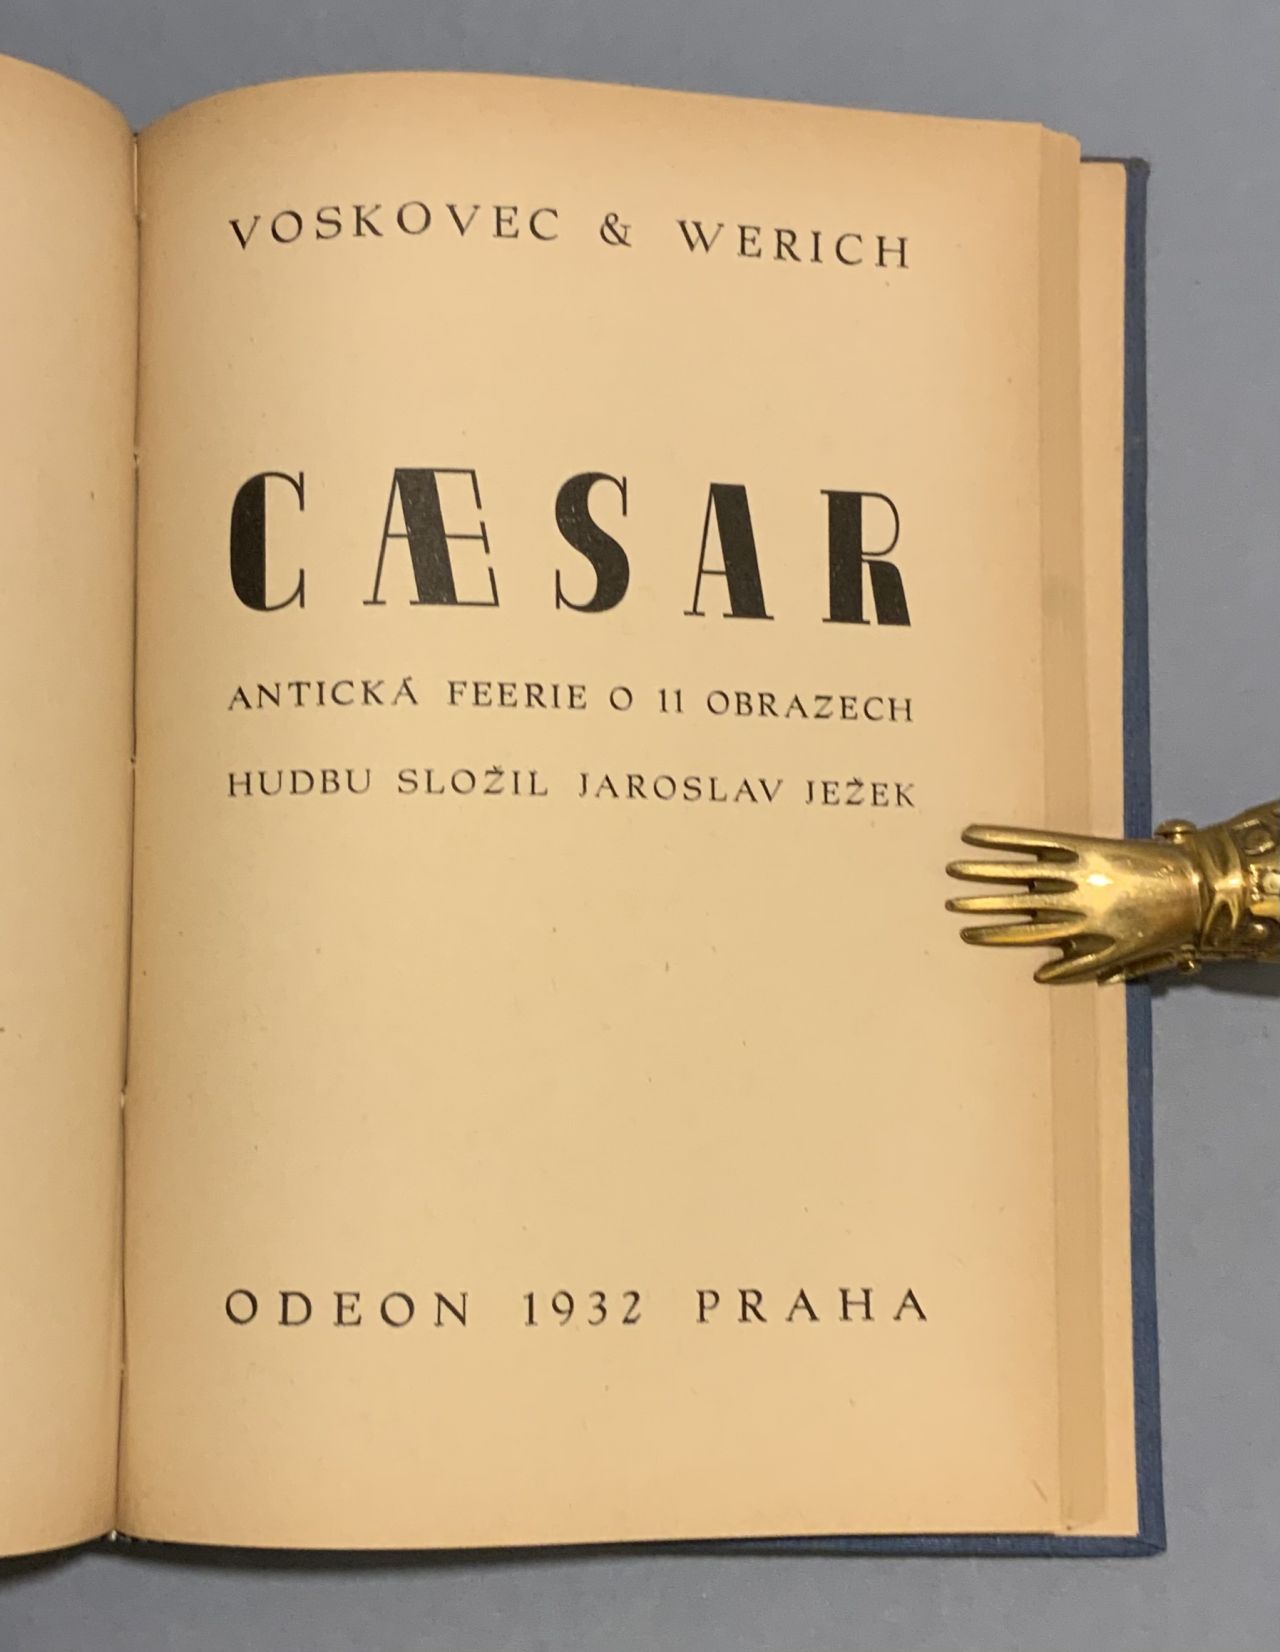 VOSKOVEC & WERICH
CÆSAR
ANTICKÁ FEERIE O 11 OBRAZECH
HUDBU SLOŽIL JAROSLAV JEŽEK
ODEON 1932 PRAHA